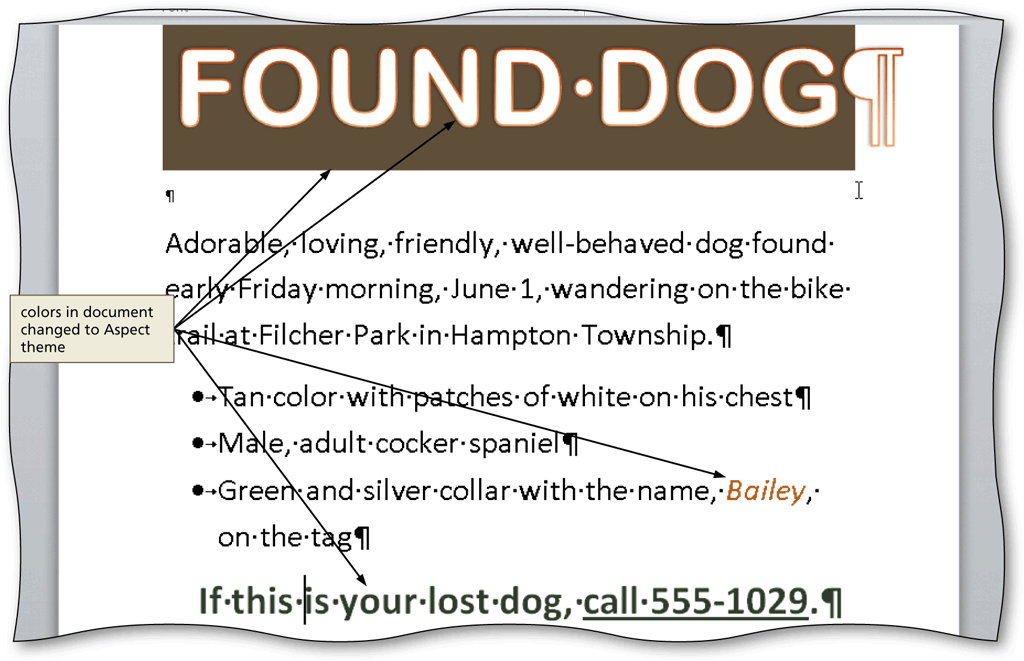 FOUND·DOG¶
¶
Adorable,·loving,·friendly,·well-behaved·dog·found·
early·Friday·morning,·June·1,·wandering·on·the·bike·
trail·at·Filcher·Park·in·Hampton·Township.¶
colors in document
changed to Aspect
theme
●→Tan·color·with·patches·of·white·on·his·chest¶
●→Male,·adult·cocker·spaniel¶
●→Green·and·silver·collar·with·the·name,·Bailey,·
on·the·tag¶
If·this·is·your·lost·dog,·call·555-1029.¶